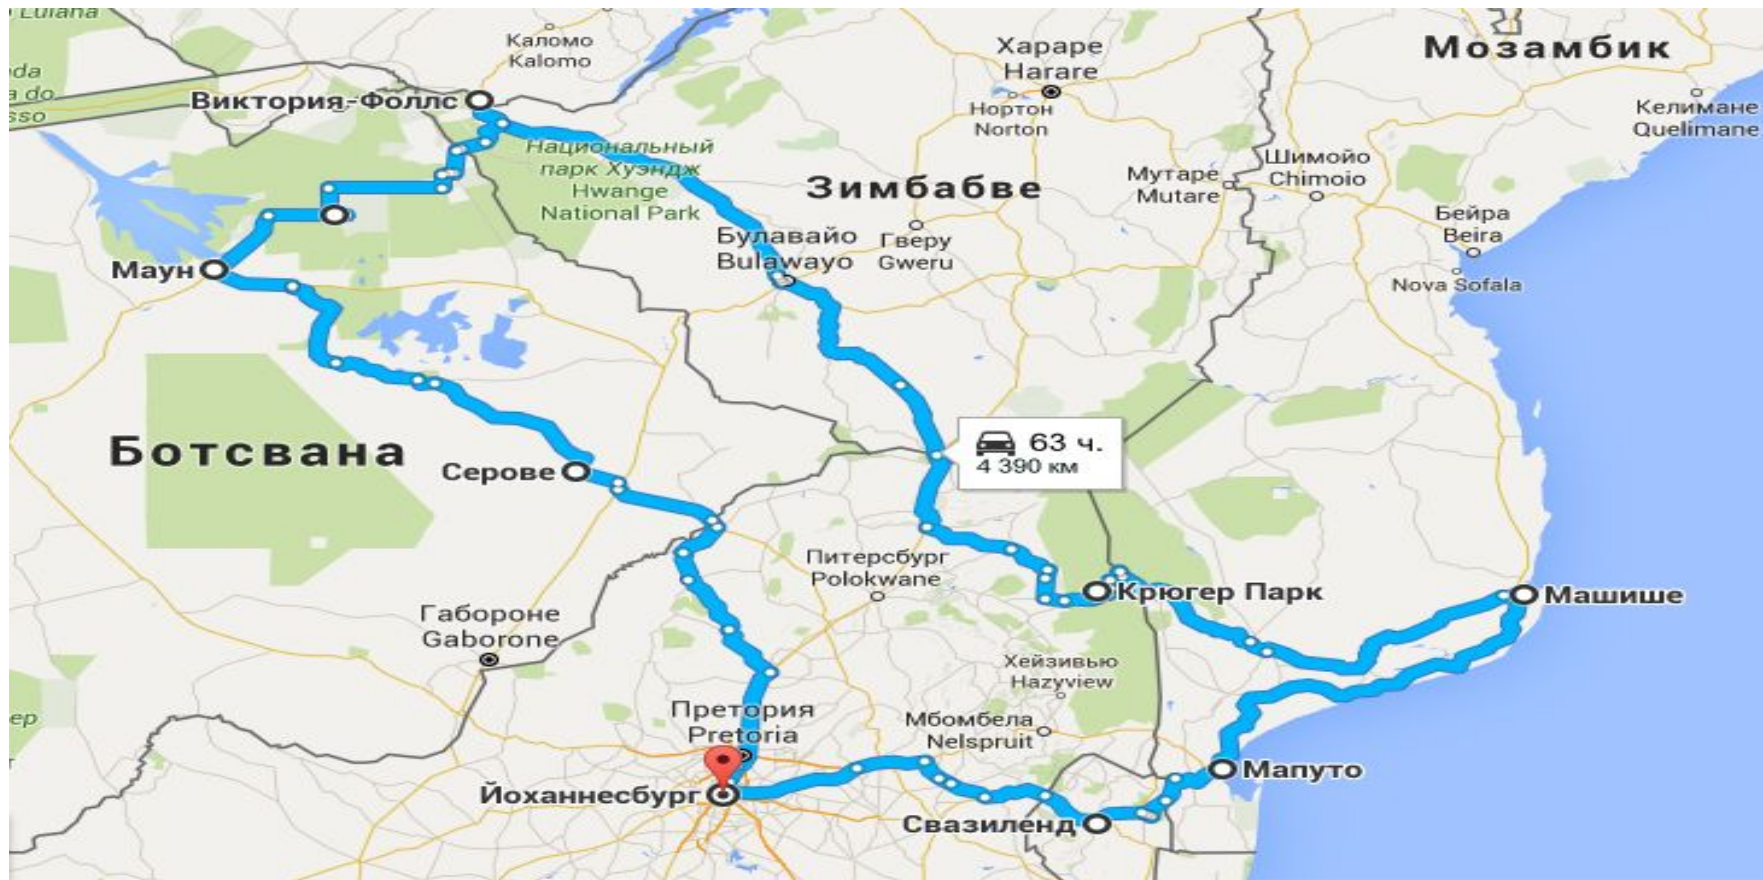 Luiana
Каломо
Kalomo
Хараре
Harare
Мозамбик
Виктория-Фоллс
Нортон
Norton
Келимане
Quelimane
Национальный
парк Хуэндж
Hwange
National Park
Шимойо
Chimoio
Мутаре
Mutare
Зимбабве
Бейра
Beira
Булавайо
Bulawayo
Гверу
Gweru
Маун
Nova Sofala
Ботсвана
63 ч.
4 390 км
Серове
Питерсбург
Polokwane
Крюгер Парк
Машише
Габороне
Gaborone
Хейзивью
Hazyview
Претория
Pretoria
Мбомбела
Nelspruit
Мапуто
Йоханнесбург
Свазиленд